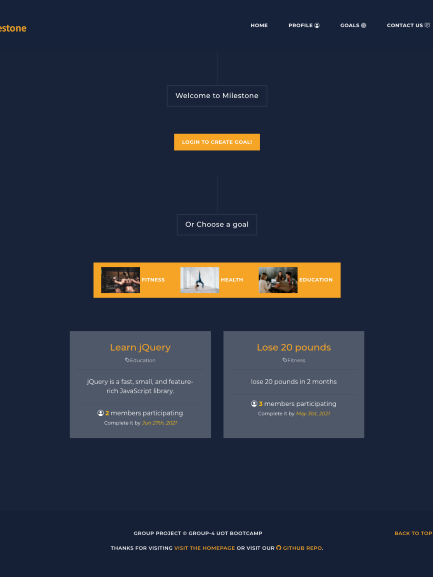 estone
HOME PROFILE GOALS CONTACT US
Welcome to Milestone
LOGIN TO CREATE GOAL!
Or Choose a goal
FITNESS HEALTH EDUCATION
Learn jQuery
Education
jQuery is a fast, small, and feature-
rich JavaScript library.
2 members participating
Complete it by Jun 27th, 2021
Lose 20 pounds
Fitness
lose 20 pounds in 2 months
3 members participating
Complete it by May 31st, 2021
GROUP PROJECT © GROUP-4 UOT BOOTCAMP
BACK TO TOP
THANKS FOR VISITING VISIT THE HOMEPAGE OR VISIT OUR GITHUB REPO.